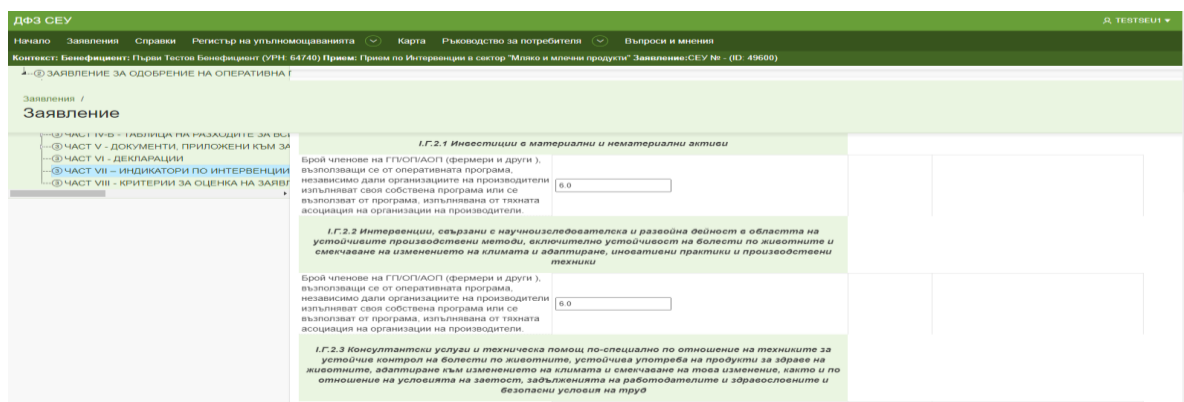 ДФЗ СЕУ
TESTSEU1
Начало Заявления Справки Регистър на упълномощаванията Карта Ръководство за потребителя Въпроси и мнения
Контекст: Бенефициент: Първи Тестов Бенефициент (УРН: 64740) Прием: Прием по Интервенции в сектор "Мляко и млечни продукти" Заявление:СЕУ № - (ID: 49600)
② ЗАЯВЛЕНИЕ ЗА ОДОБРЕНИЕ НА ОПЕРАТИВНА
Заявления /
Заявление
③ ЧАСТ IV-Б - ТАБЛИЦА НА РАЗХОДИТЕ ЗА ВСЕ
③ ЧАСТ V - ДОКУМЕНТИ, ПРИЛОЖЕНИ КЪМ ЗА
③ ЧАСТ VI - ДЕКЛАРАЦИИ
③ ЧАСТ VII – ИНДИКАТОРИ ПО ИНТЕРВЕНЦИИ
③ ЧАСТ VIII - КРИТЕРИИ ЗА ОЦЕНКА НА ЗАЯВЛ
I.Г.2.1 Инвестиции в материални и нематериални активи
Брой членове на ГП/ОП/АОП (фермери и други ),
възползващи се от оперативната програма,
независимо дали организациите на производители
изпълняват своя собствена програма или се
възползват от програма, изпълнявана от тяхната
асоциация на организации на производители.
6.0
I.Г.2.2 Интервенции, свързани с научноизследователска и развойна дейност в областта на
устойчивите производствени методи, включително устойчивост на болести по животните и
смекчаване на изменението на климата и адаптиране, иновативни практики и производствени
техники
Брой членове на ГП/ОП/АОП (фермери и други ),
възползващи се от оперативната програма,
независимо дали организациите на производители
изпълняват своя собствена програма или се
възползват от програма, изпълнявана от тяхната
асоциация на организации на производители.
6.0
I.Г.2.3 Консултантски услуги и техническа помощ по-специално по отношение на техниките за
устойчив контрол на болести по животните, устойчива употреба на продукти за здраве на
животните, адаптиране към изменението на климата и смекчаване на това изменение, както и по
отношение на условията на заетост, задълженията на работодателите и здравословните и
безопасни условия на труд